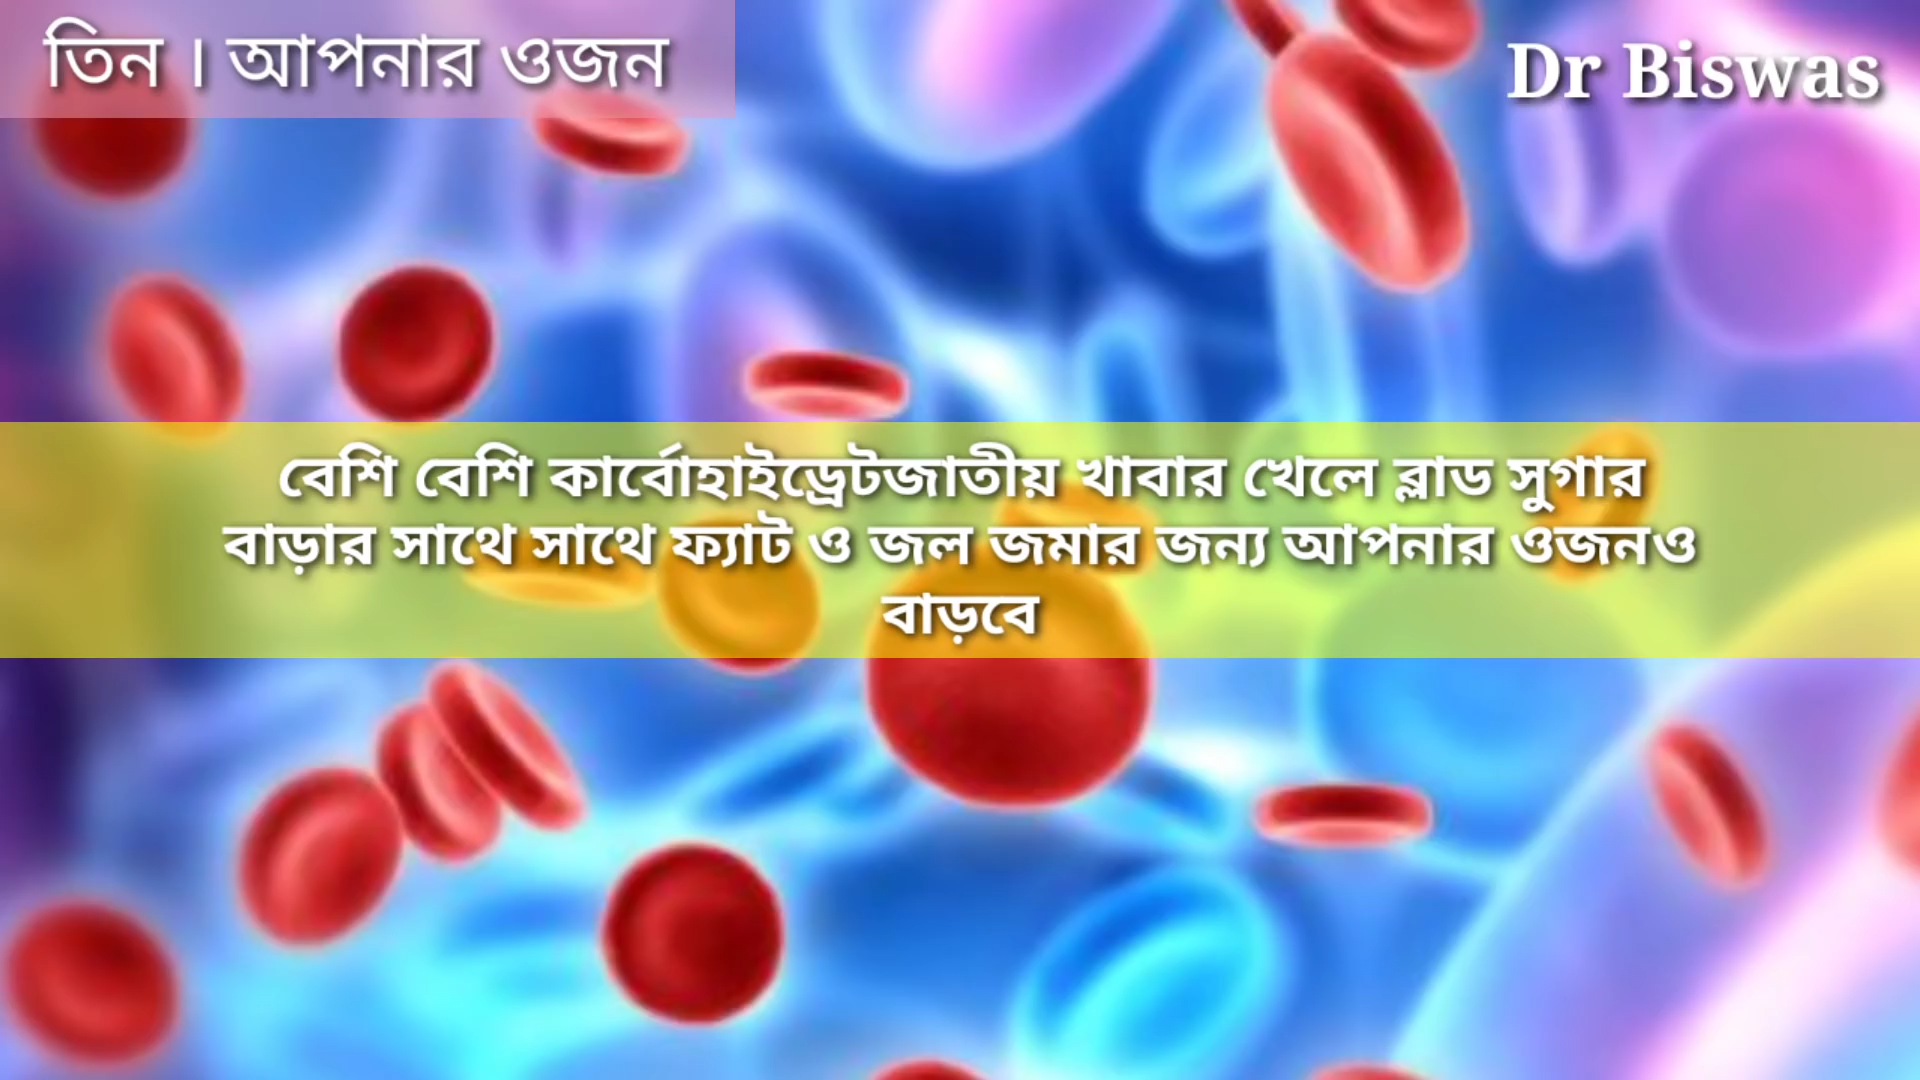 তিন । আপনার ওজন
Dr Biswas
বেশি বেশি কার্বোহাইড্রেটজাতীয় খাবার খেলে ব্লাড সুগার
বাড়ার সাথে সাথে ফ্যাট ও জল জমার জন্য আপনার ওজনও
বাড়বে